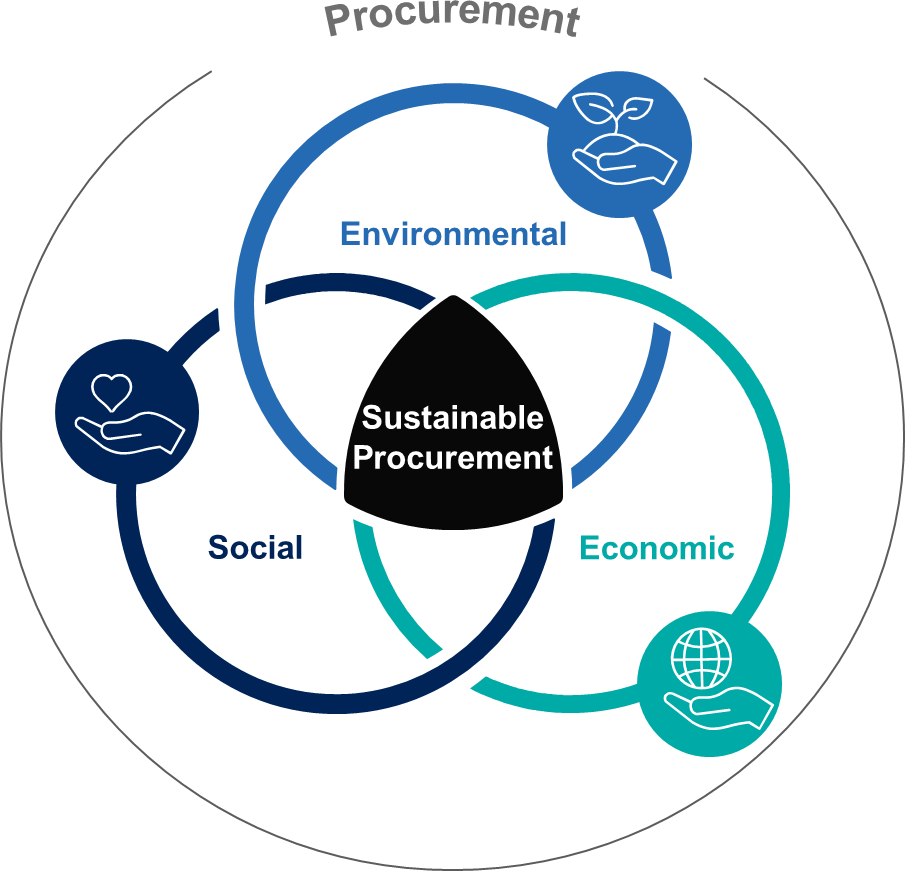 Procurement
Environmental
Sustainable
Procurement
Social
Economic